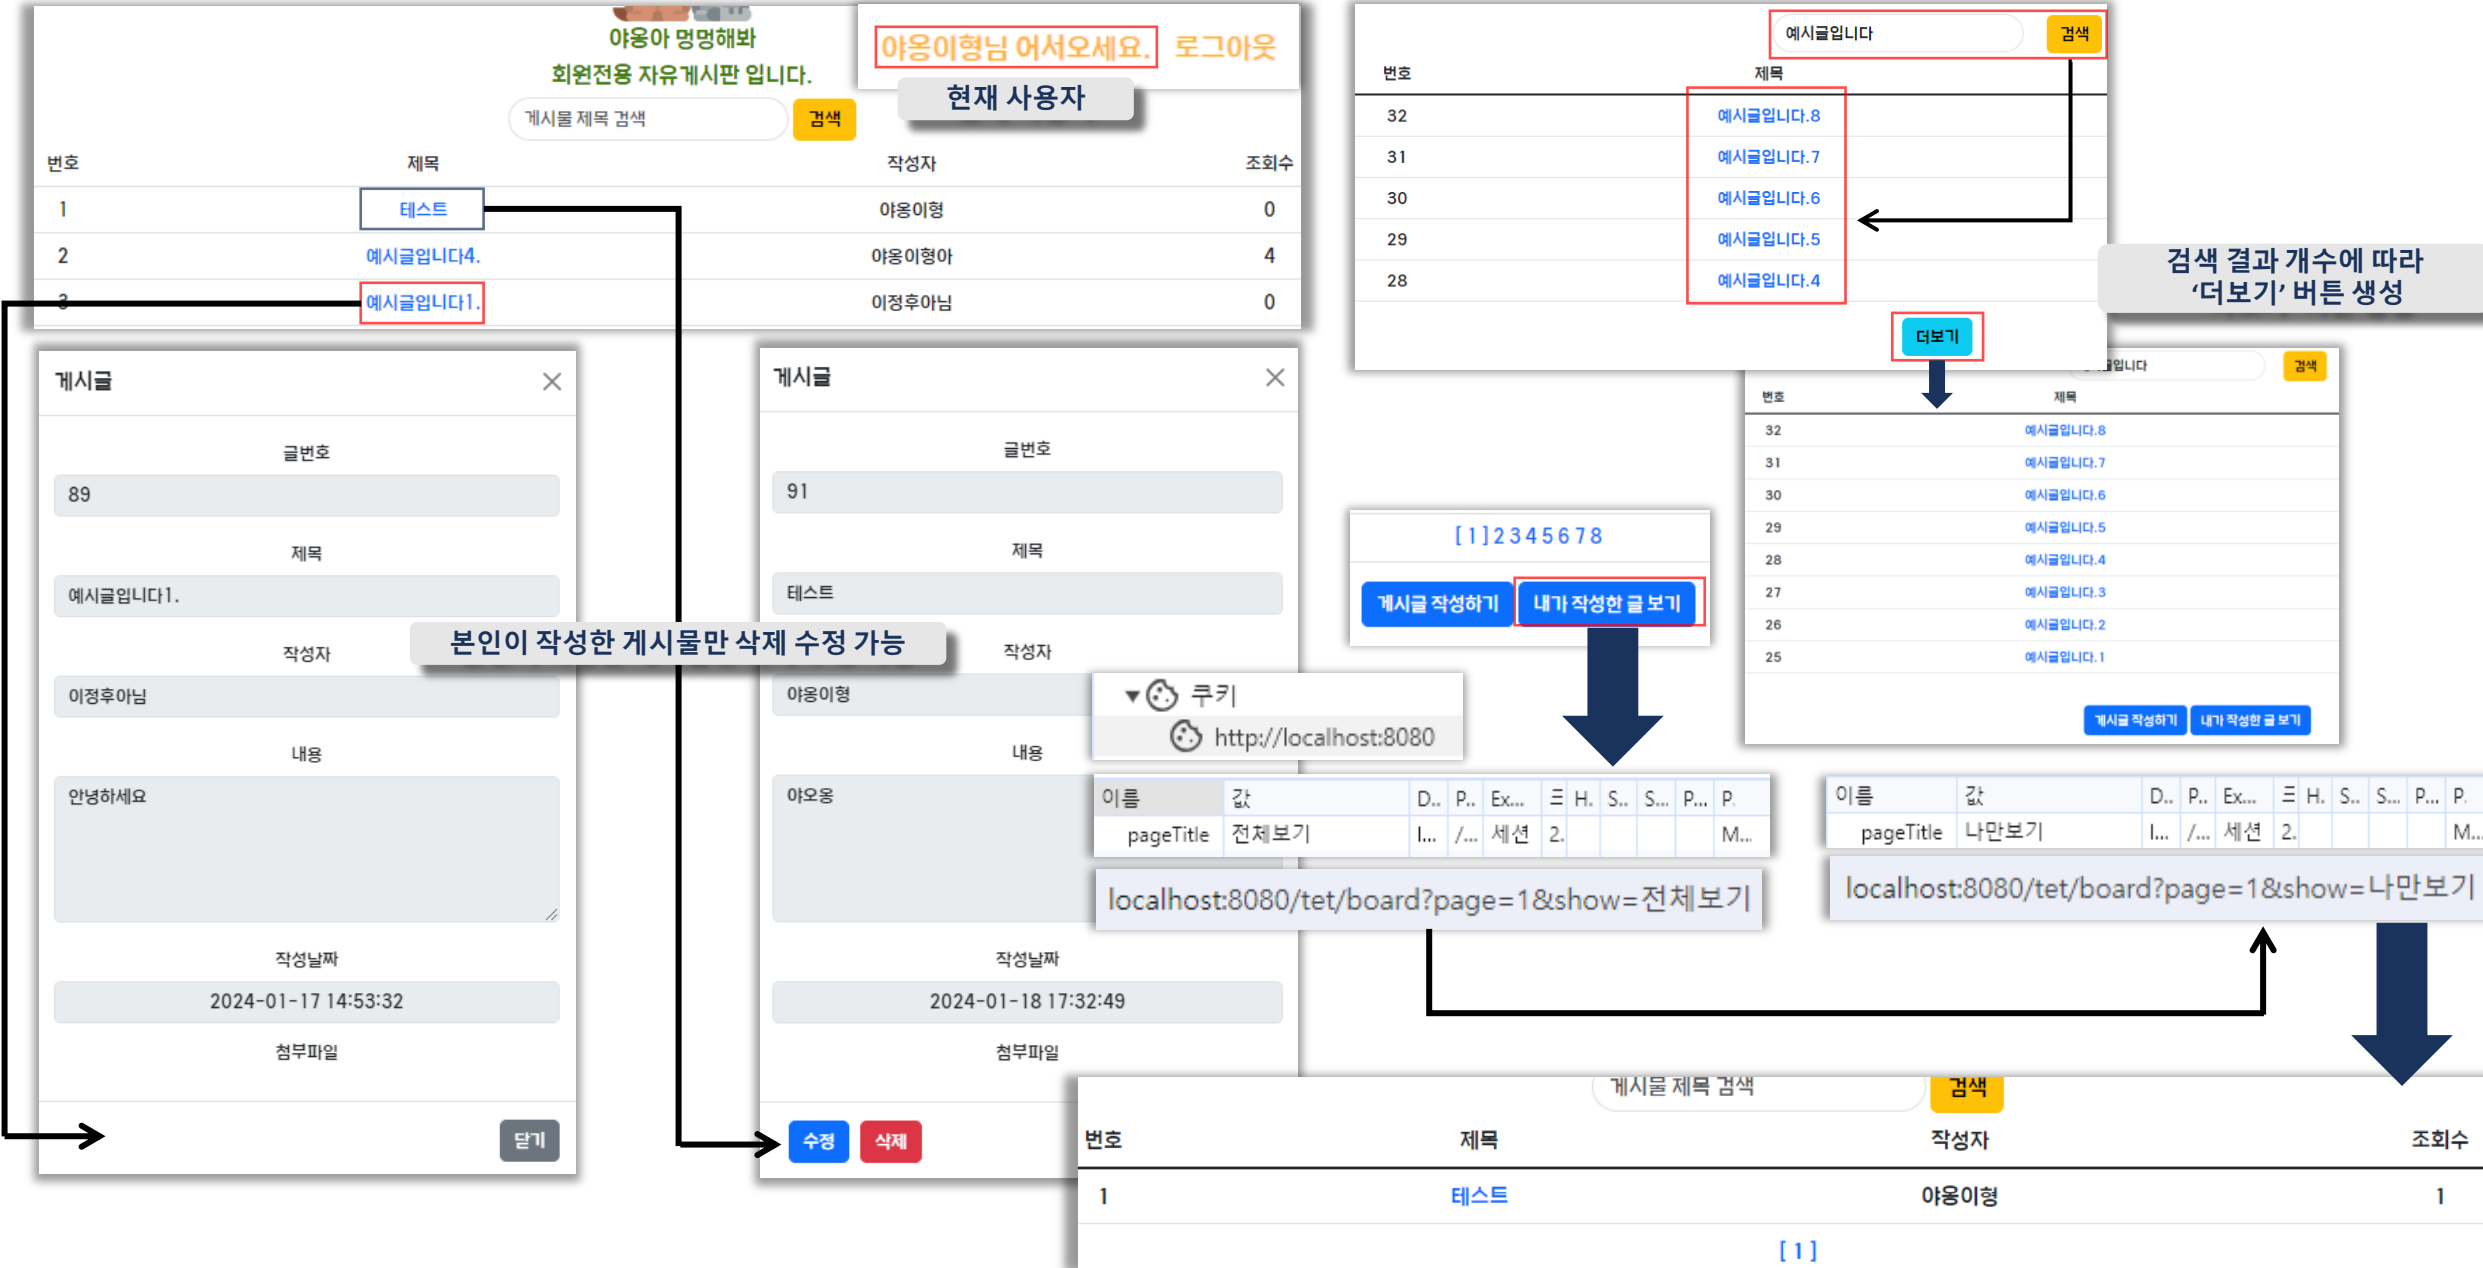 야옹아 멍멍해봐
회원전용 자유게시판 입니다.
야옹이형님 어서오세요. 로그아웃
현재 사용자
게시물 제목 검색 검색
번호 제목 작성자 조회수
1 테스트 야옹이형 0
2 예시글입니다4. 야옹이형아 4
3 예시글입니다1. 이정후아님 0
게시글
글번호
89
제목
예시글입니다1.
작성자
이정후아님
내용
안녕하세요
작성날짜
2024-01-17 14:53:32
첨부파일
닫기
본인이 작성한 게시물만 삭제 수정 가능
게시글
글번호
91
제목
테스트
작성자
야옹이형
내용
야오옹
작성날짜
2024-01-18 17:32:49
첨부파일
수정 삭제
예시글입니다 검색
번호 제목
32 예시글입니다.8
31 예시글입니다.7
30 예시글입니다.6
29 예시글입니다.5
28 예시글입니다.4
더보기
검색 결과 개수에 따라
‘더보기’ 버튼 생성
글입니다 검색
번호 제목
32 예시글입니다.8
31 예시글입니다.7
30 예시글입니다.6
29 예시글입니다.5
28 예시글입니다.4
27 예시글입니다.3
26 예시글입니다.2
25 예시글입니다.1
게시글 작성하기 내가 작성한 글 보기
[ 1 ] 2 3 4 5 6 7 8
게시글 작성하기 내가 작성한 글 보기
쿠키
http://localhost:8080
이름 값 D.. P.. Ex... H. S.. S... P... P.
pageTitle 전체보기 l... /... 세션 2. M...
localhost:8080/tet/board?page=1&show=전체보기
이름 값 D.. P.. Ex... H. S.. S... P... P.
pageTitle 나만보기 l... /... 세션 2. M...
localhost:8080/tet/board?page=1&show=나만보기
게시물 제목 검색 검색
번호 제목 작성자 조회수
1 테스트 야옹이형 1
[ 1 ]